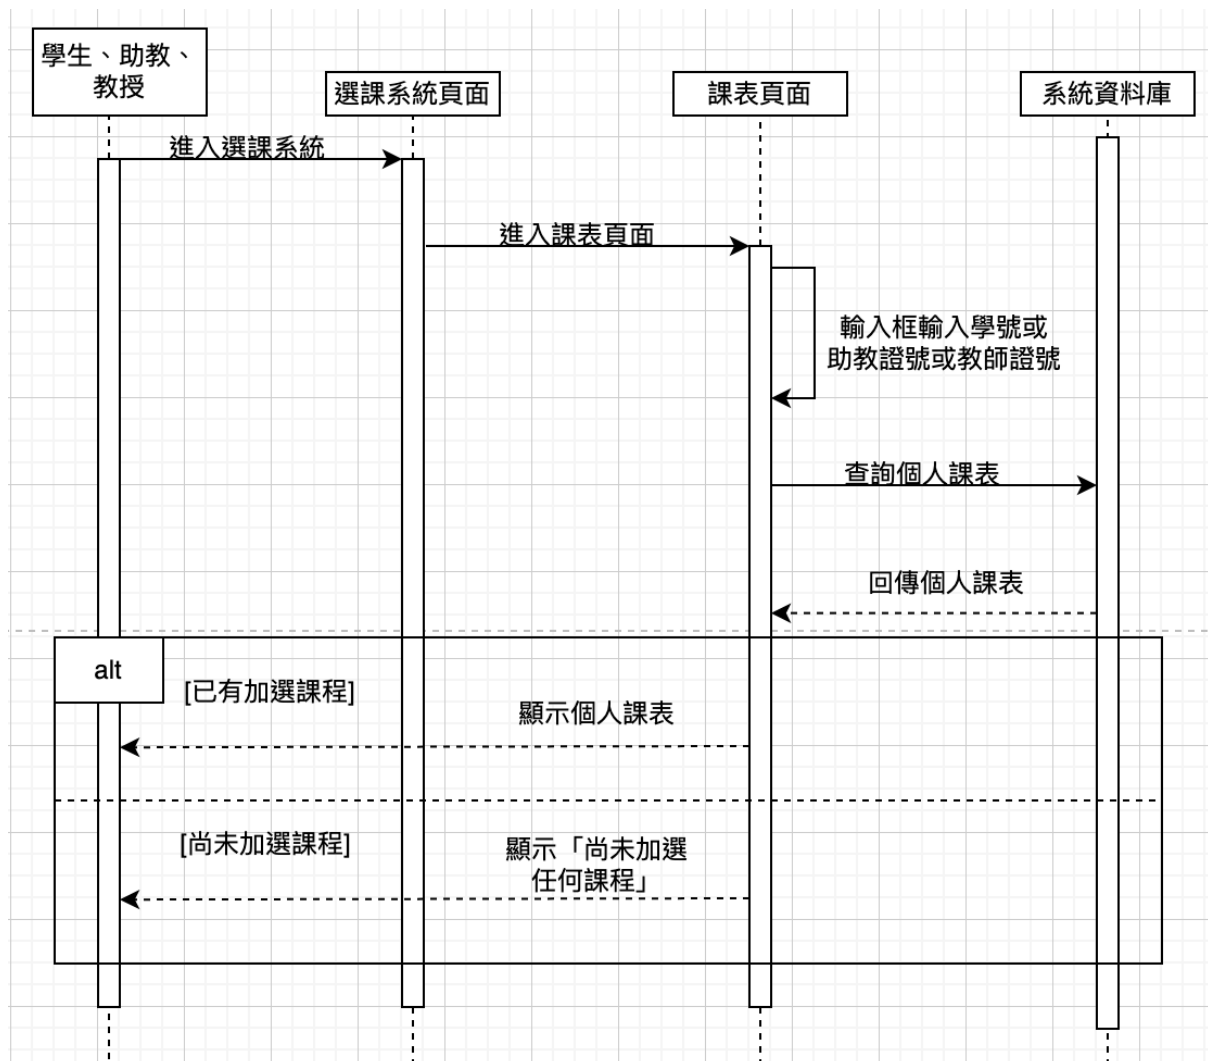 學生、助教、
教授
選課系統頁面
課表頁面
系統資料庫
進入選課系統
進入課表頁面
輸入框輸入學號或
助教證號或教師證號
查詢個人課表
回傳個人課表
alt
[已有加選課程]
顯示個人課表
[尚未加選課程]
顯示「尚未加選
任何課程」